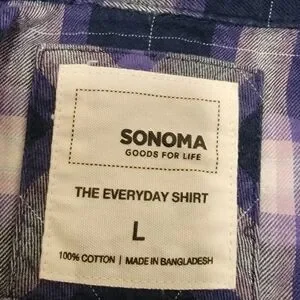 SONOMA
GOODS FOR LIFE
THE EVERYDAY SHIRT
L
100% COTTON | MADE IN BANGLADESH